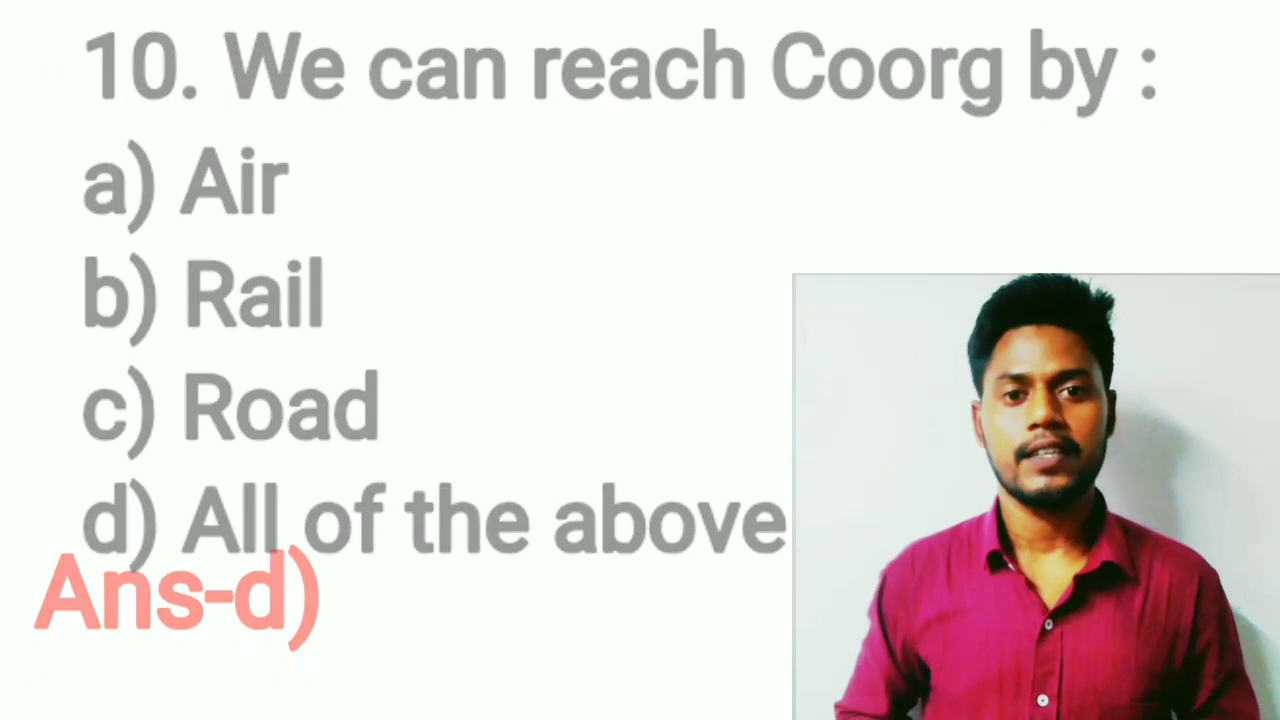 10. We can reach Coorg by :
a) Air
b) Rail
c) Road
d) All of the above
Ans-d)